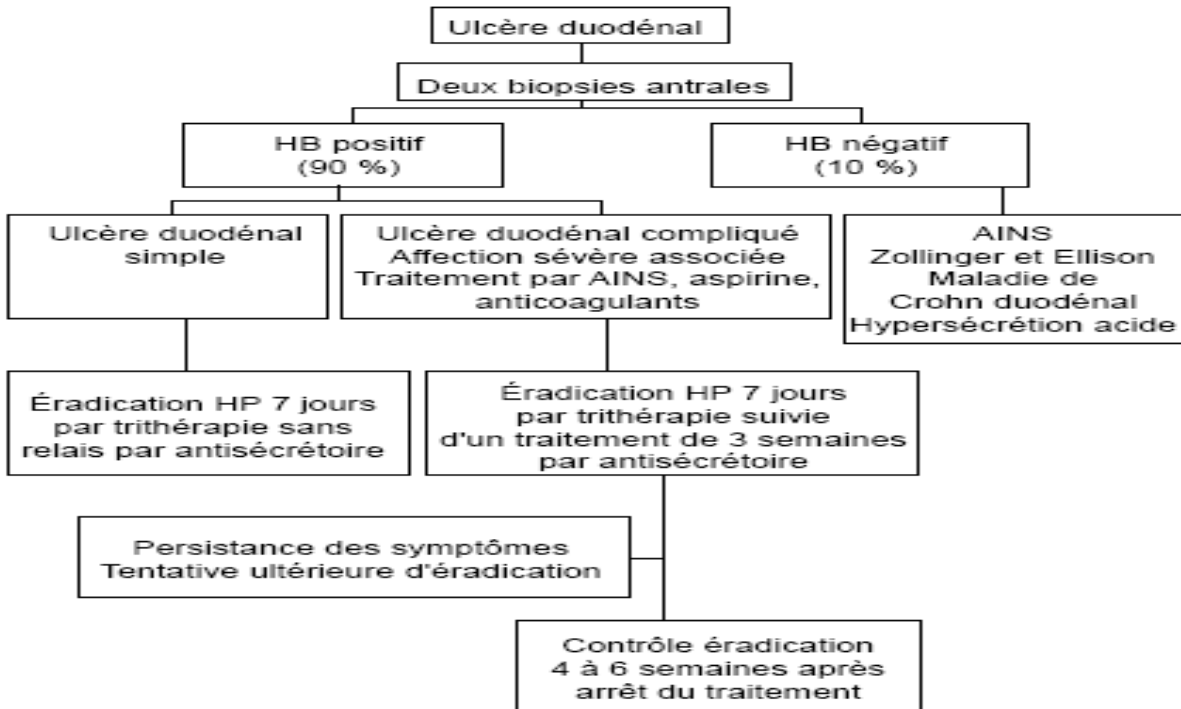 Ulcère duodénal
Deux biopsies antrales
HB positif
(90 %)
HB négatif
(10 %)
Ulcère duodénal
simple
Ulcère duodénal compliqué
Affection sévère associée
Traitement par AINS, aspirine,
anticoagulants
AINS
Zollinger et Ellison
Maladie de
Crohn duodénal
Hypersécrétion acide
Éradication HP 7 jours
par trithérapie sans
relais par antisécrétoire
Éradication HP 7 jours
par trithérapie suivie
d'un traitement de 3 semaines
par antisécrétoire
Persistance des symptômes
Tentative ultérieure d'éradication
Contrôle éradication
4 à 6 semaines après
arrêt du traitement